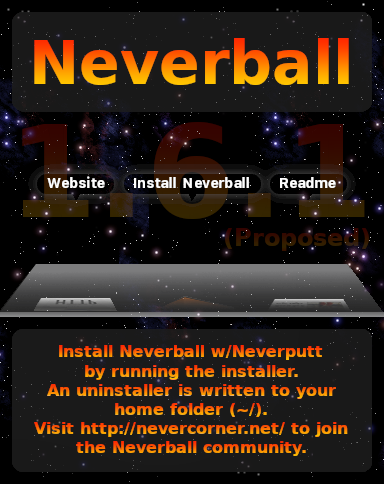 Neverball
1.6.1
Website Install Neverball Readme
(Proposed)
Install Neverball w/Neverputt
by running the installer.
An uninstaller is written to your
home folder (~/).
Visit http://nevercorner.net/ to join
the Neverball community.